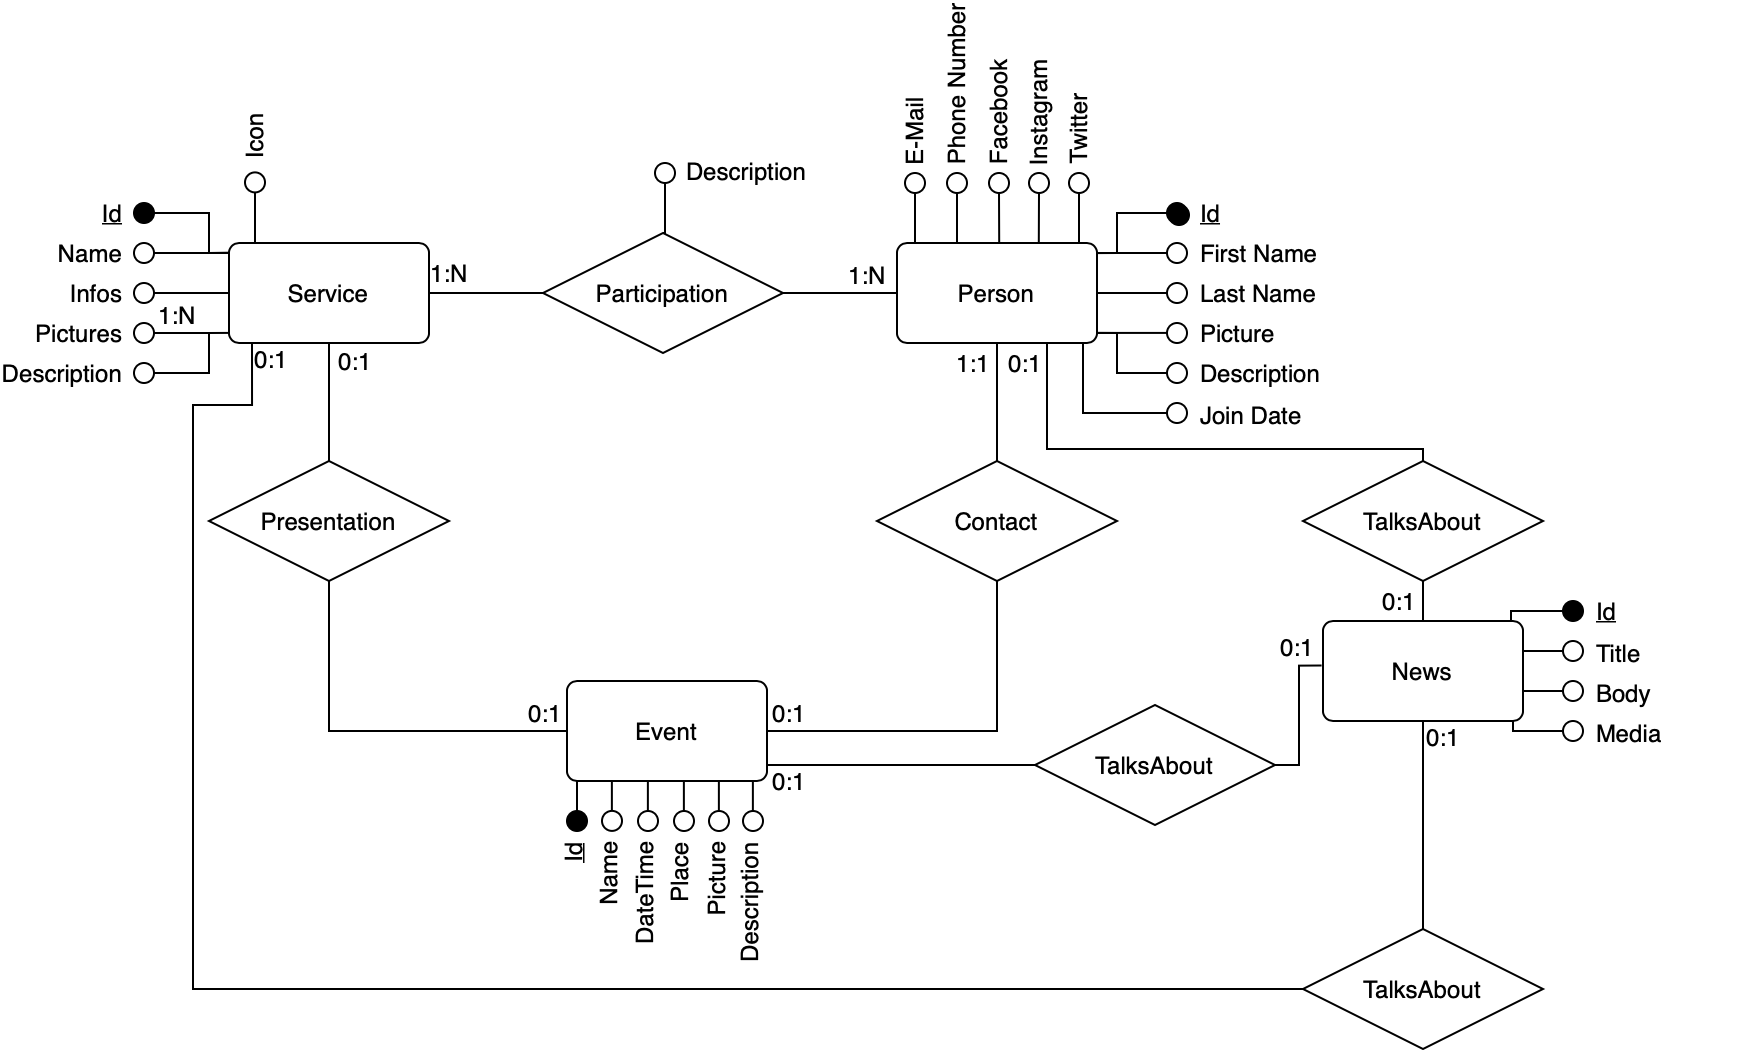 E-Mail
Phone Number
Facebook
Instagram
Twitter
Icon
Description
Id
Name
Infos
Pictures
1:N
Description
Service
1:N
Participation
1:N
Person
Id
First Name
Last Name
Picture
Description
Join Date
0:1
0:1
1:1
0:1
Presentation
Contact
TalksAbout
0:1
Id
Title
Body
Media
0:1
News
0:1
0:1
Event
0:1
0:1
TalksAbout
Id
Name
DateTime
Place
Picture
Description
TalksAbout